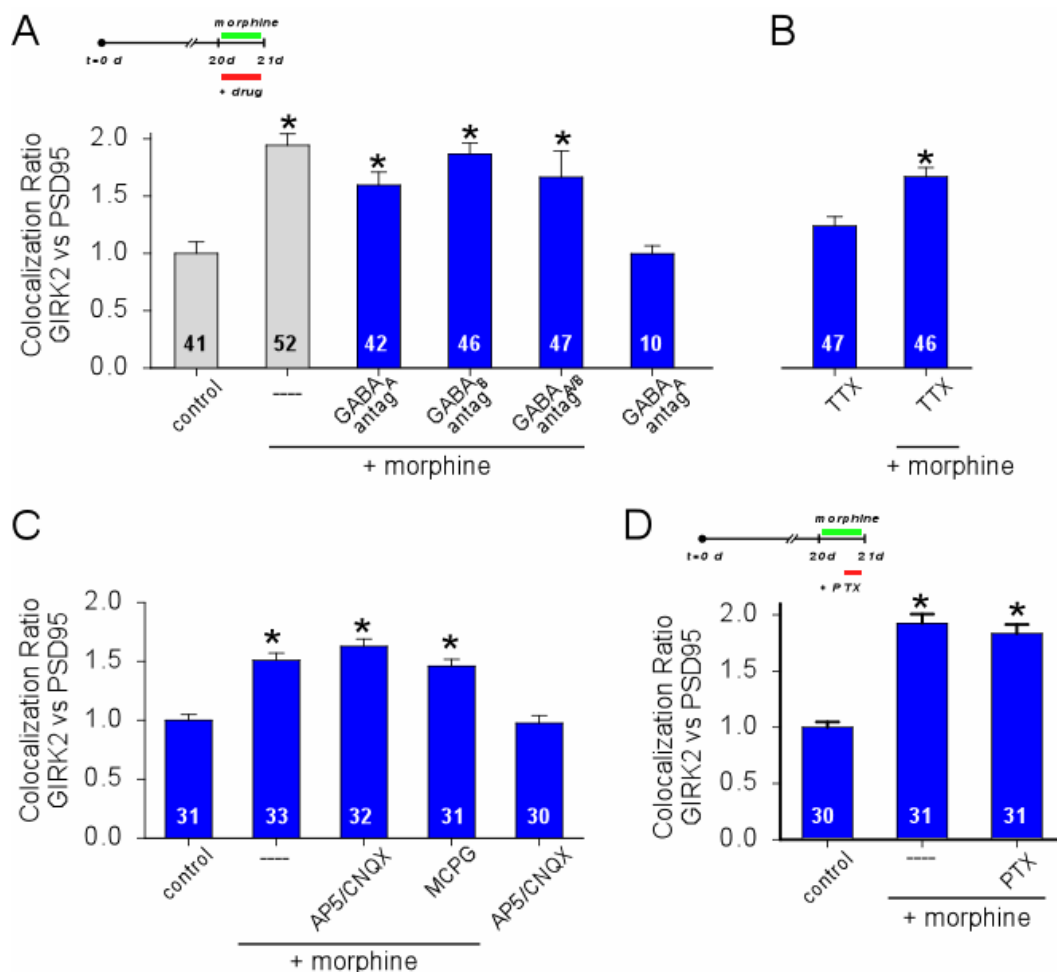 A
morphine
t=0 d
20d
21d
+ drug
Colocalization Ratio
GIRK2 vs PSD95
2.0
1.5
1.0
0.5
0.0
*
*
*
*
41
52
42
46
47
10
control
----
GABA_A
antag
GABA_B
antag
GABA_A/B
antag
GABA_A
antag
+ morphine
B
*
47
46
TTX
TTX
+ morphine
C
Colocalization Ratio
GIRK2 vs PSD95
2.0
1.5
1.0
0.5
0.0
*
*
*
31
33
32
31
30
control
----
AP5/CNQX
MCPG
AP5/CNQX
+ morphine
D
morphine
t=0 d
20d
21d
+ PTX
Colocalization Ratio
GIRK2 vs PSD95
2.0
1.5
1.0
0.5
0.0
*
*
30
31
31
control
----
PTX
+ morphine